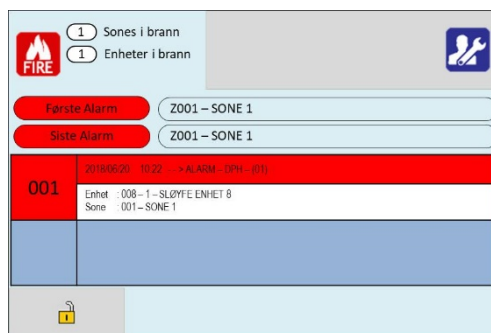 1 Sones i brann
FIRE
1 Enheter i brann
Første Alarm Z001 – SONE 1
Siste Alarm Z001 – SONE 1
001
2018/06/20 10:22 --> ALARM – OPH – (01)
Enhet : 008 – 1 – SLØYFE ENHET 8
Sone : 001 – SONE 1